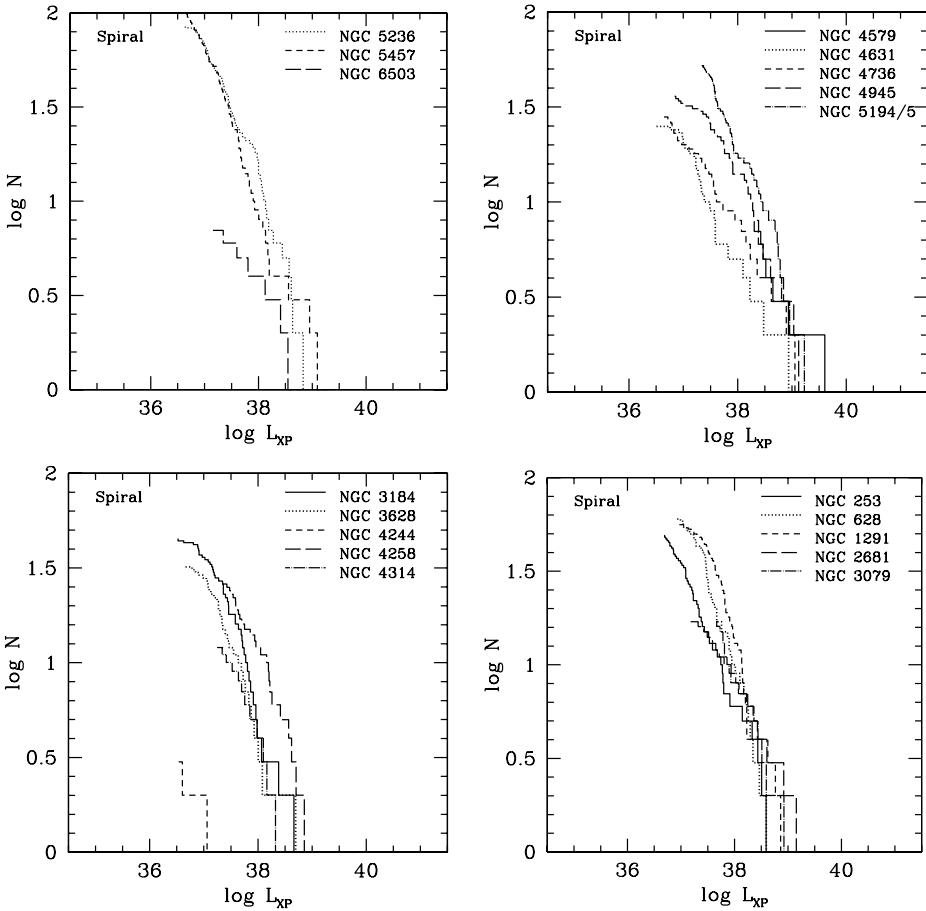 Spiral
NGC 5236
NGC 5457
NGC 6503
log N
2
1.5
1
0.5
0
36
38
40
log L_XP
Spiral
NGC 4579
NGC 4631
NGC 4736
NGC 4945
NGC 5194/5
log N
2
1.5
1
0.5
0
36
38
40
log L_XP
Spiral
NGC 3184
NGC 3628
NGC 4244
NGC 4258
NGC 4314
log N
2
1.5
1
0.5
0
36
38
40
log L_XP
Spiral
NGC 253
NGC 628
NGC 1291
NGC 2681
NGC 3079
log N
2
1.5
1
0.5
0
36
38
40
log L_XP